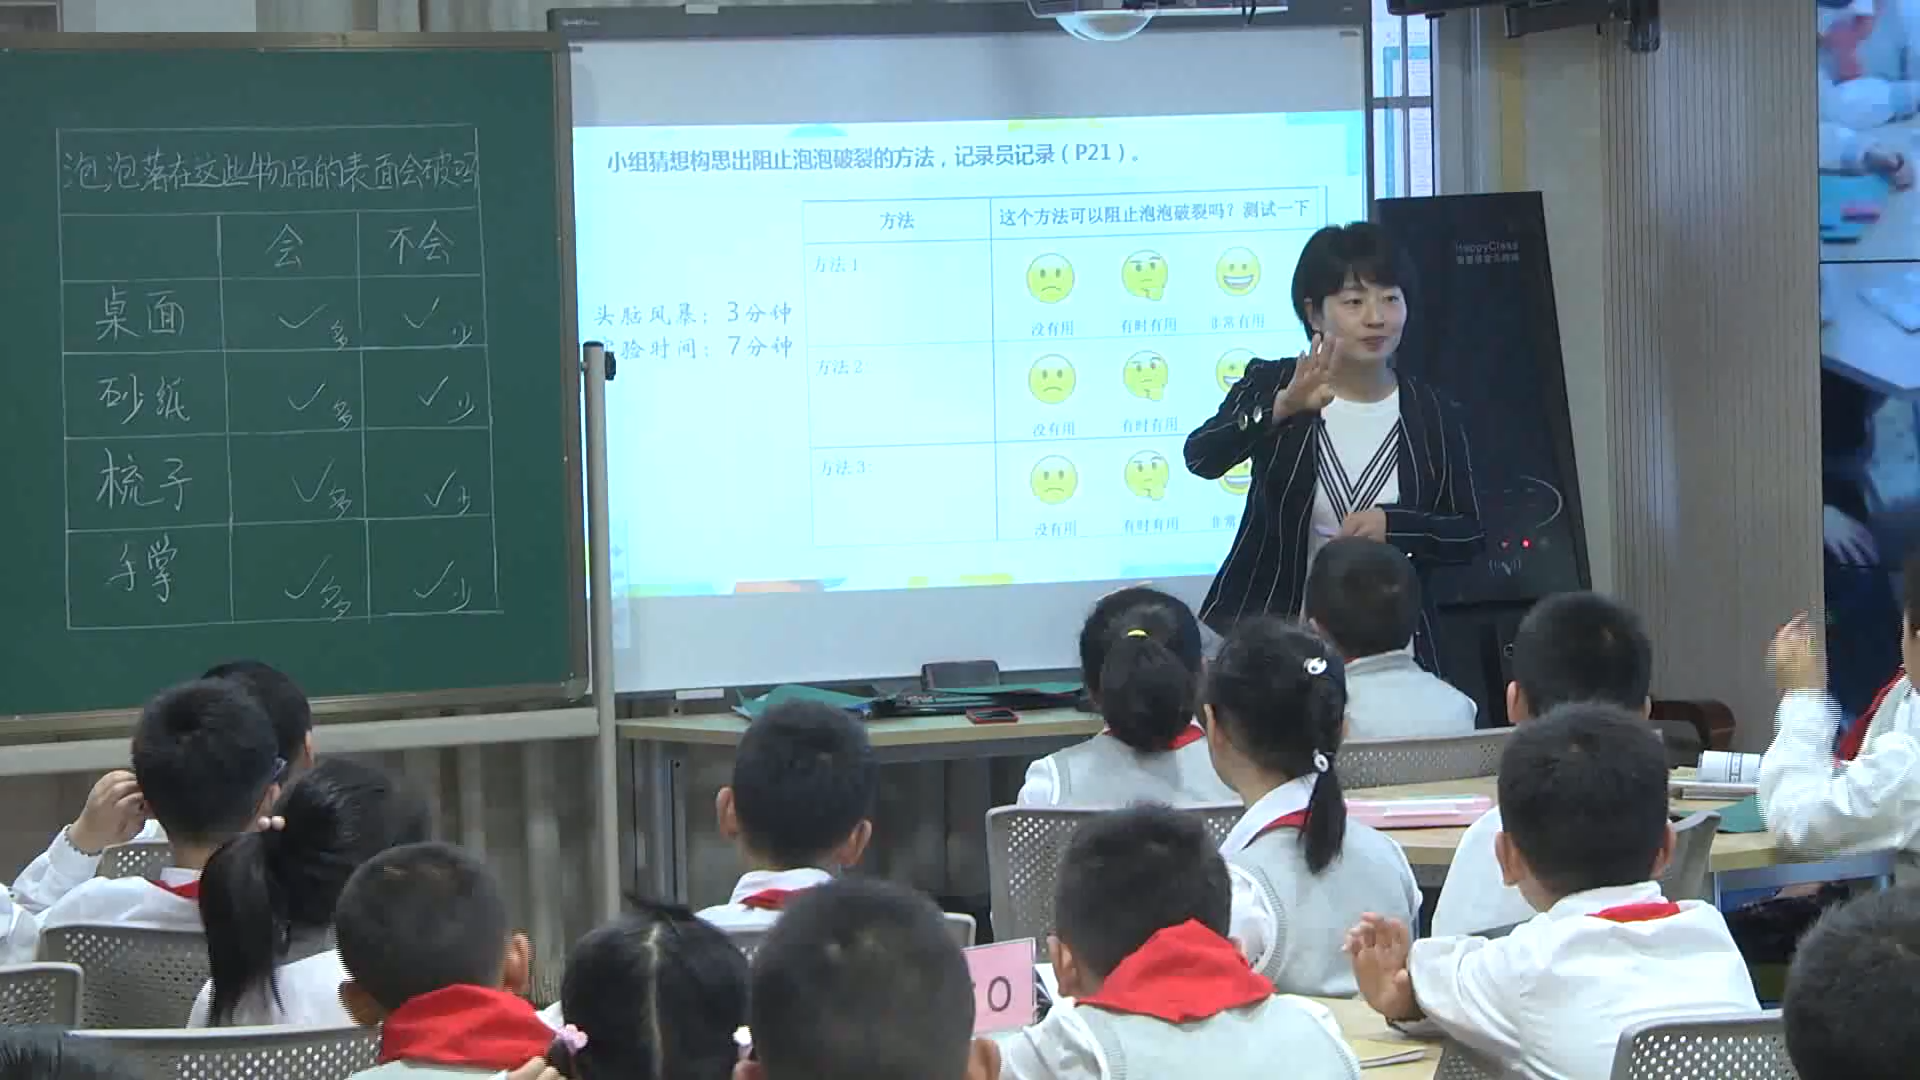 泡泡落在这些物品的表面会破吗
会 不会
桌面 ✓多 ✓少
砂纸 ✓多 ✓少
梳子 ✓多 ✓少
手掌 ✓多 ✓少
小组猜想构思出阻止泡泡破裂的方法，记录员记录（P21）。
头脑风暴：3分钟
验时间：7分钟
方法 这个方法可以阻止泡泡破裂吗？测试一下
方法1
没有用 有时有用 非常有用
方法2:
没有用 有时有用
方法3:
没有用 有时有用 非常
HappyClass